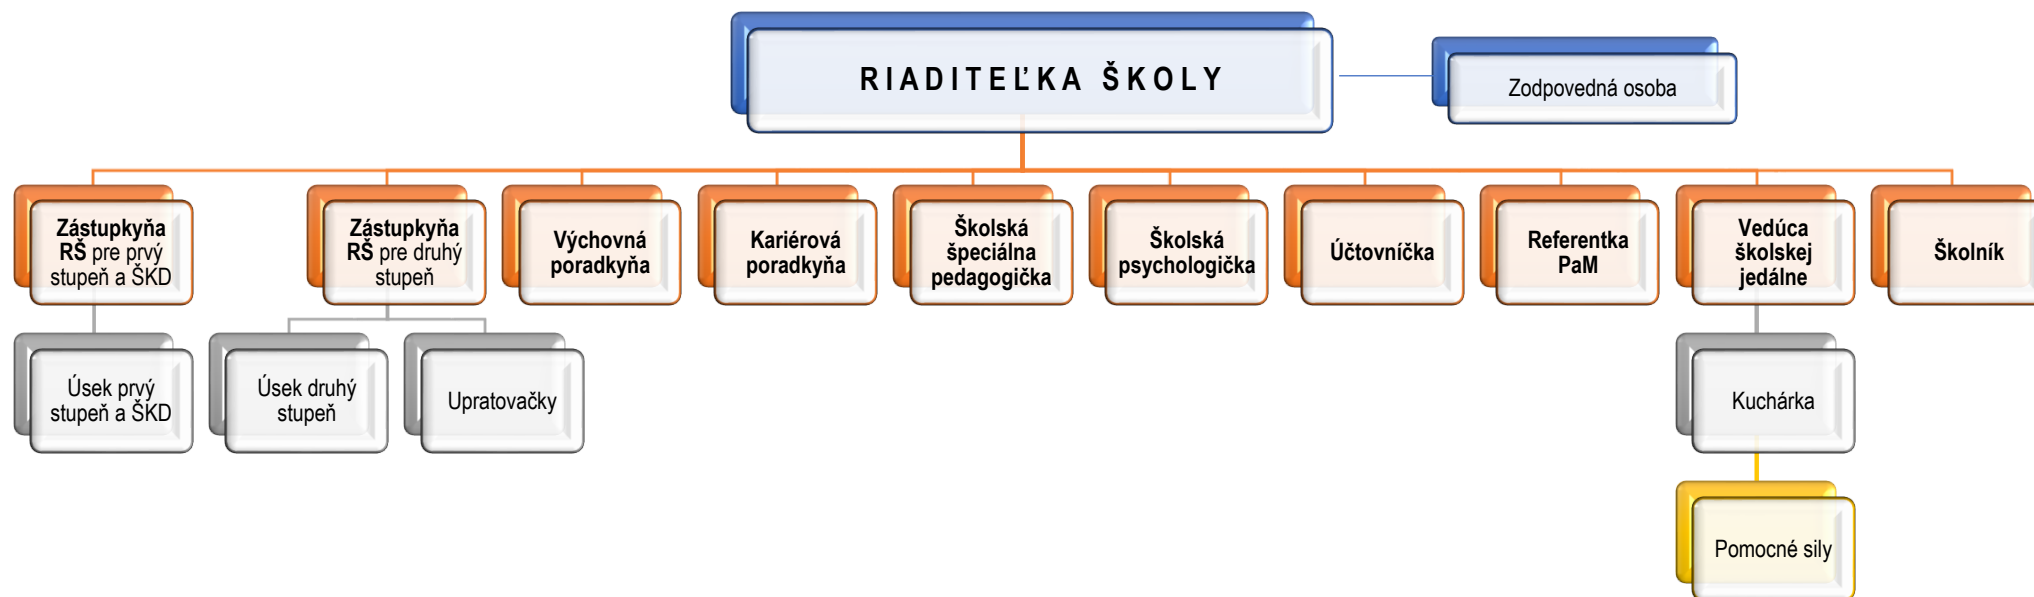 RIADITEĽKA ŠKOLY
Zodpovedná osoba
Zástupkyňa
RŠ pre prvý
stupeň a ŠKD
Zástupkyňa
RŠ pre druhý
stupeň
Výchovná
poradkyňa
Kariérová
poradkyňa
Školská
špeciálna
pedagogička
Školská
psychologička
Účtovníčka
Referentka
PaM
Vedúca
školskej
jedálne
Školník
Úsek prvý
stupeň a ŠKD
Úsek druhý
stupeň
Upratovačky
Kuchárka
Pomocné sily